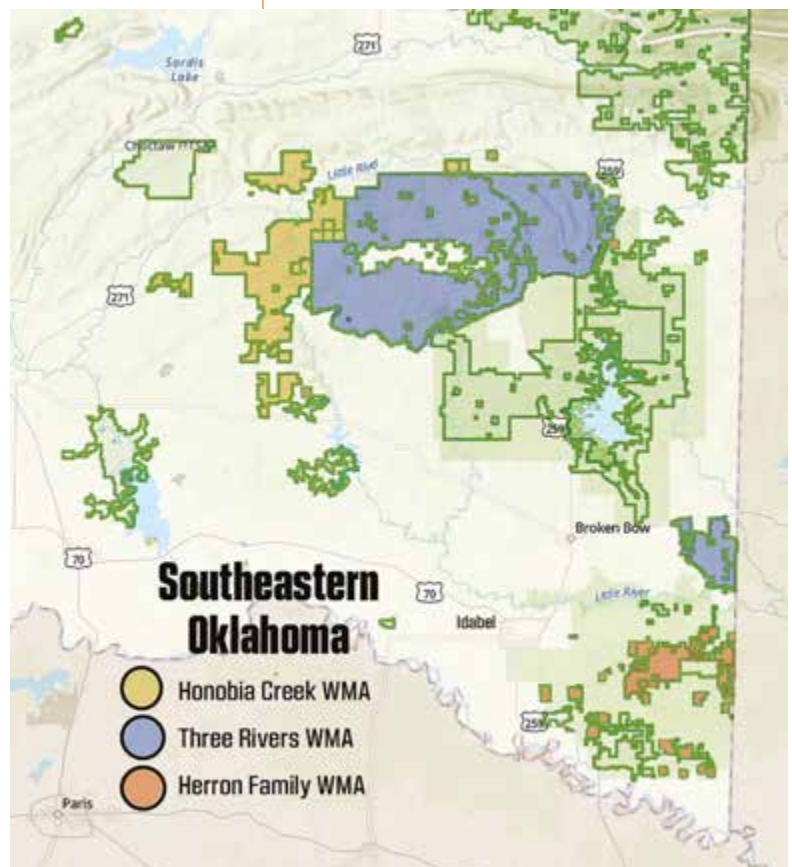 271
Sardis
Lake
Choctaw
Little River
259
271
259
Broken Bow
70
Southeastern
Oklahoma
70
Little River
Idabel
Honobia Creek WMA
259
Three Rivers WMA
Herron Family WMA
Paris